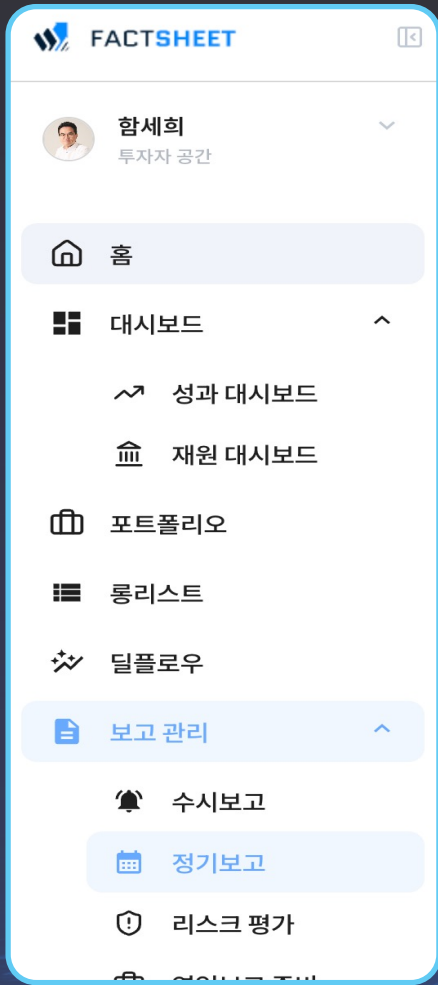 FACTSHEET
함세희
투자자 공간
홈
대시보드
성과 대시보드
재원 대시보드
포트폴리오
롱리스트
딜플로우
보고 관리
수시보고
정기보고
리스크 평가